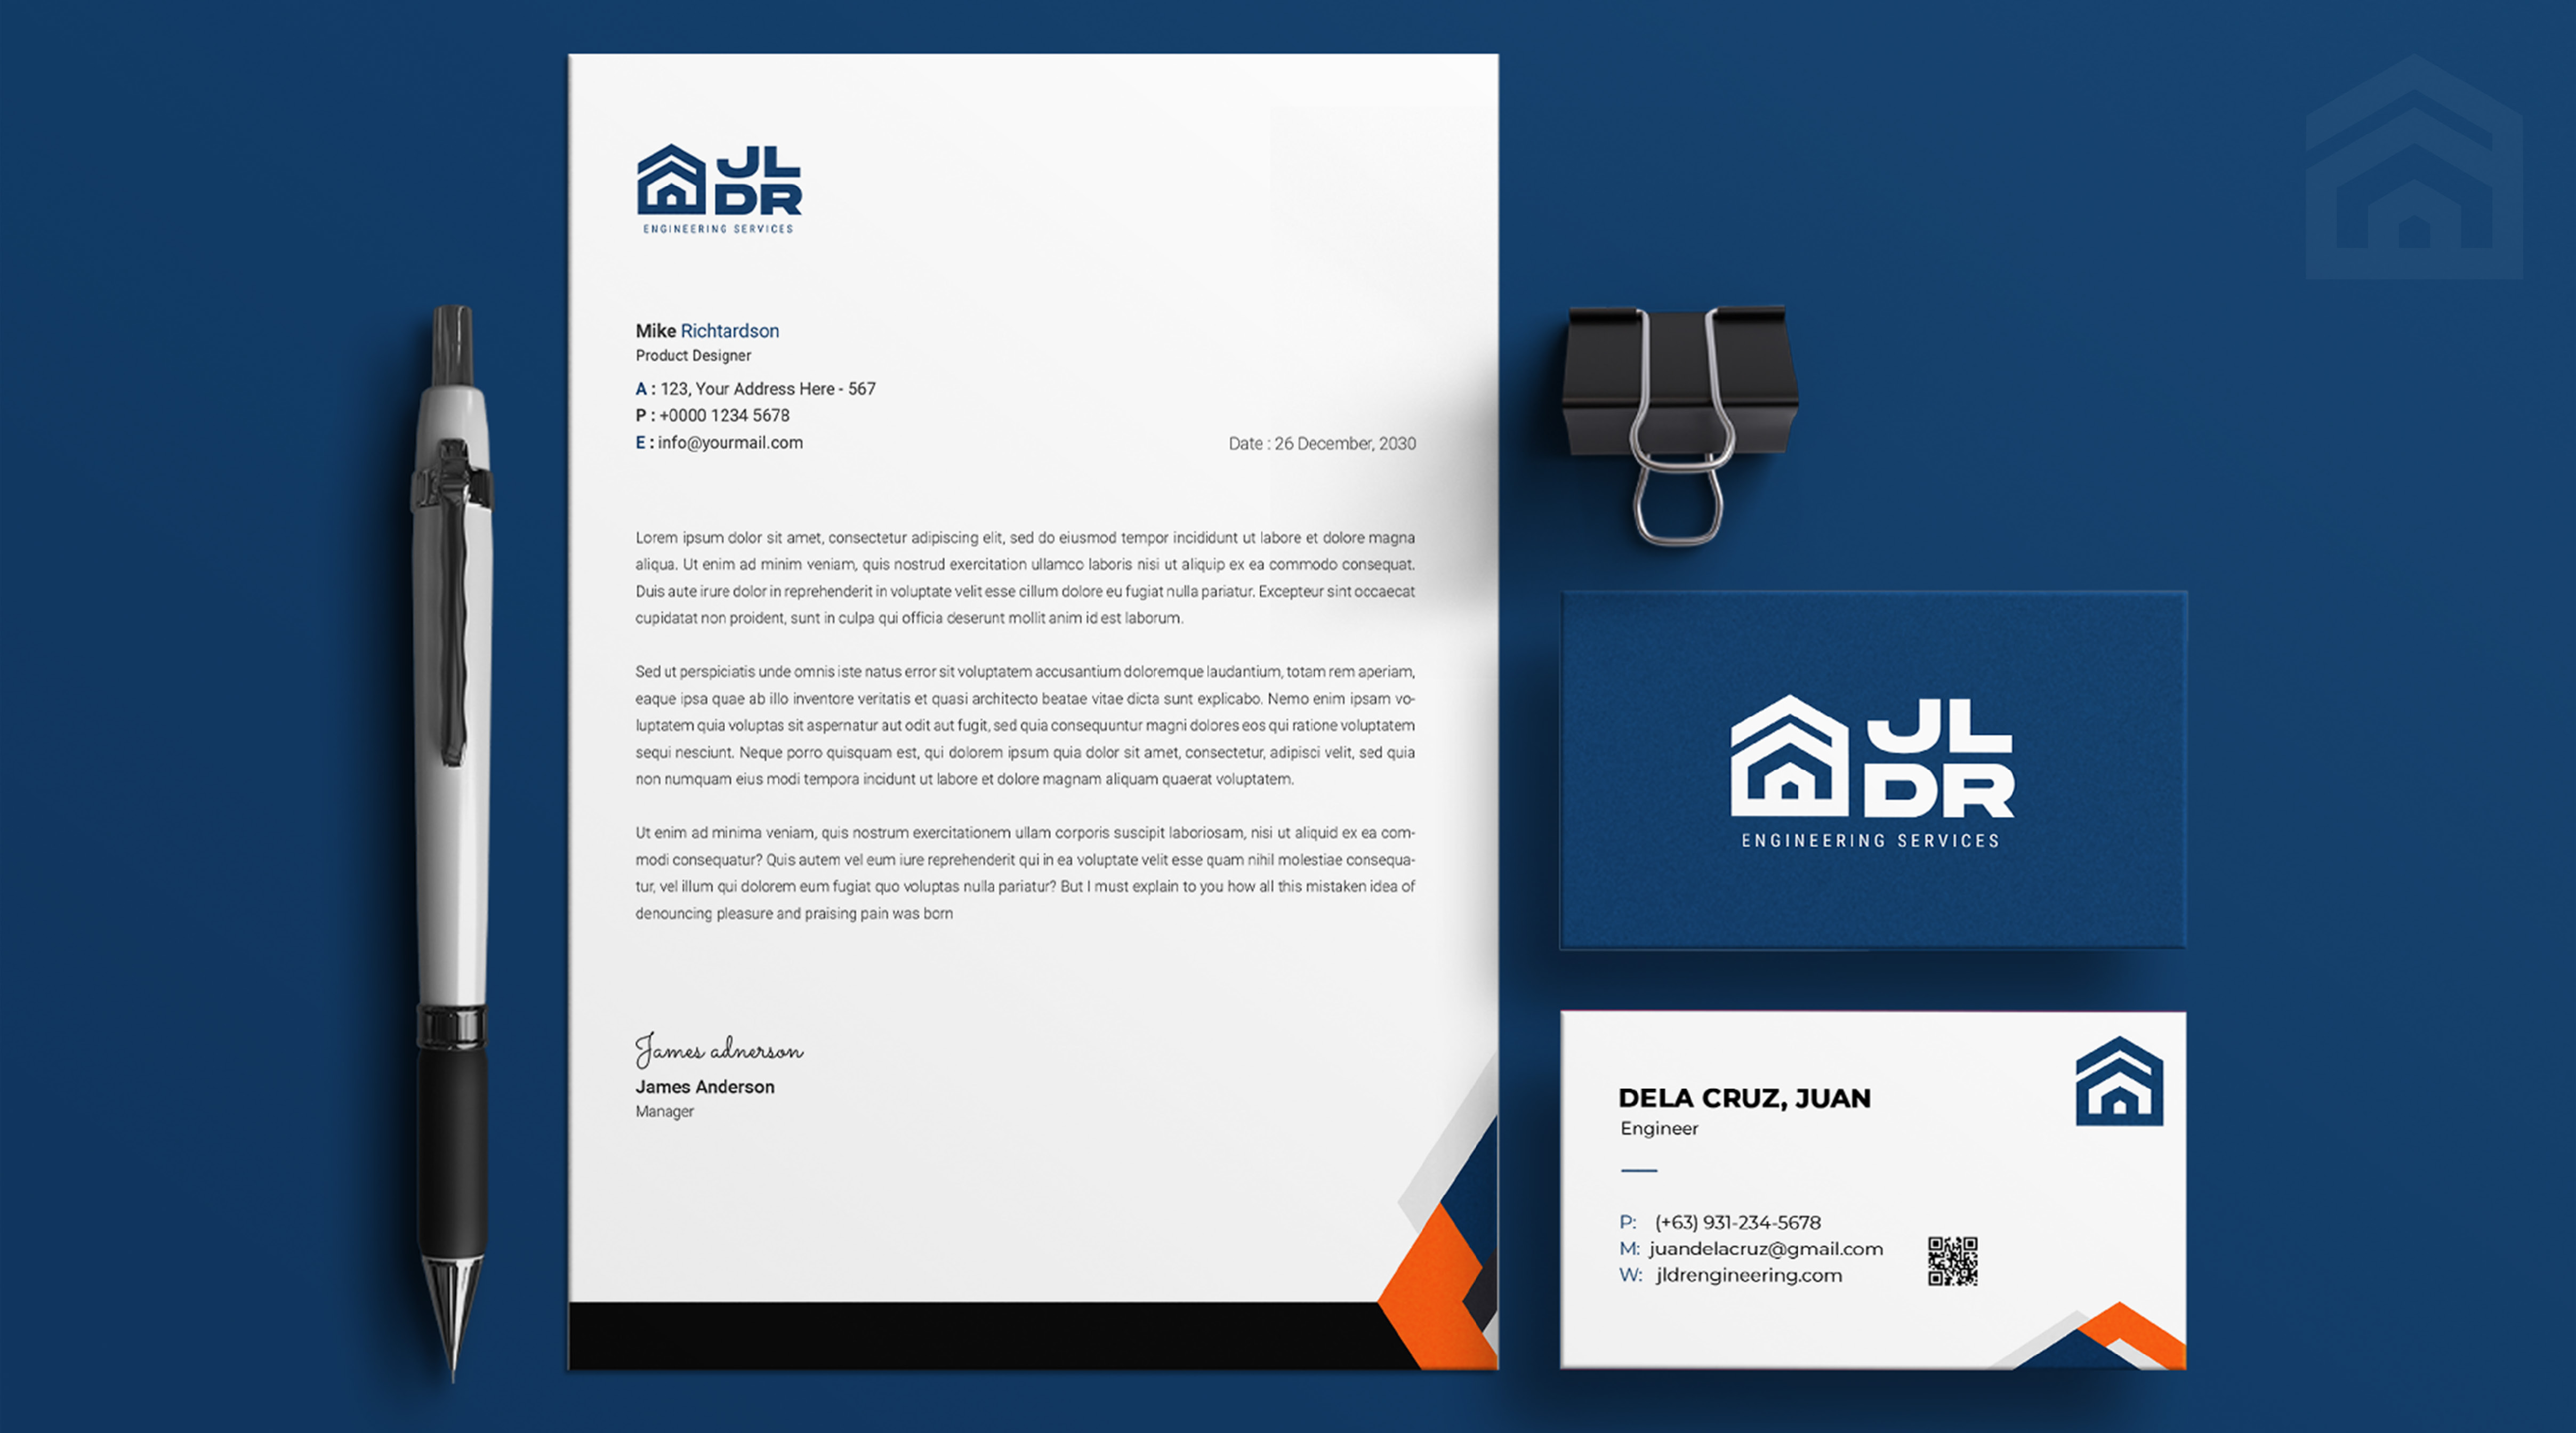 JL
DR
ENGINEERING SERVICES
Mike Richtardson
Product Designer
A : 123, Your Address Here - 567
P : +0000 1234 5678
E : info@yourmail.com
Date : 26 December, 2030
Lorem ipsum dolor sit amet, consectetur adipiscing elit, sed do eiusmod tempor incididunt ut labore et dolore magna
aliqua. Ut enim ad minim veniam, quis nostrud exercitation ullamco laboris nisi ut aliquip ex ea commodo consequat.
Duis aute irure dolor in reprehenderit in voluptate velit esse cillum dolore eu fugiat nulla pariatur. Excepteur sint occaecat
cupidatat non proident, sunt in culpa qui officia deserunt mollit anim id est laborum.
Sed ut perspiciatis unde omnis iste natus error sit voluptatem accusantium doloremque laudantium, totam rem aperiam,
eaque ipsa quae ab illo inventore veritatis et quasi architecto beatae vitae dicta sunt explicabo. Nemo enim ipsam vo-
luptatem quia voluptas sit aspernatur aut odit aut fugit, sed quia consequuntur magni dolores eos qui ratione voluptatem
sequi nesciunt. Neque porro quisquam est, qui dolorem ipsum quia dolor sit amet, consectetur, adipisci velit, sed quia
non numquam eius modi tempora incidunt ut labore et dolore magnam aliquam quaerat voluptatem.
Ut enim ad minima veniam, quis nostrum exercitationem ullam corporis suscipit laboriosam, nisi ut aliquid ex ea com-
modi consequatur? Quis autem vel eum iure reprehenderit qui in ea voluptate velit esse quam nihil molestiae consequa-
tur, vel illum qui dolorem eum fugiat quo voluptas nulla pariatur? But I must explain to you how all this mistaken idea of
denouncing pleasure and praising pain was born
James adnerson
James Anderson
Manager
JL
DR
ENGINEERING SERVICES
DELA CRUZ, JUAN
Engineer
P: (+63) 931-234-5678
M: juandelacruz@gmail.com
W: jldrengineering.com